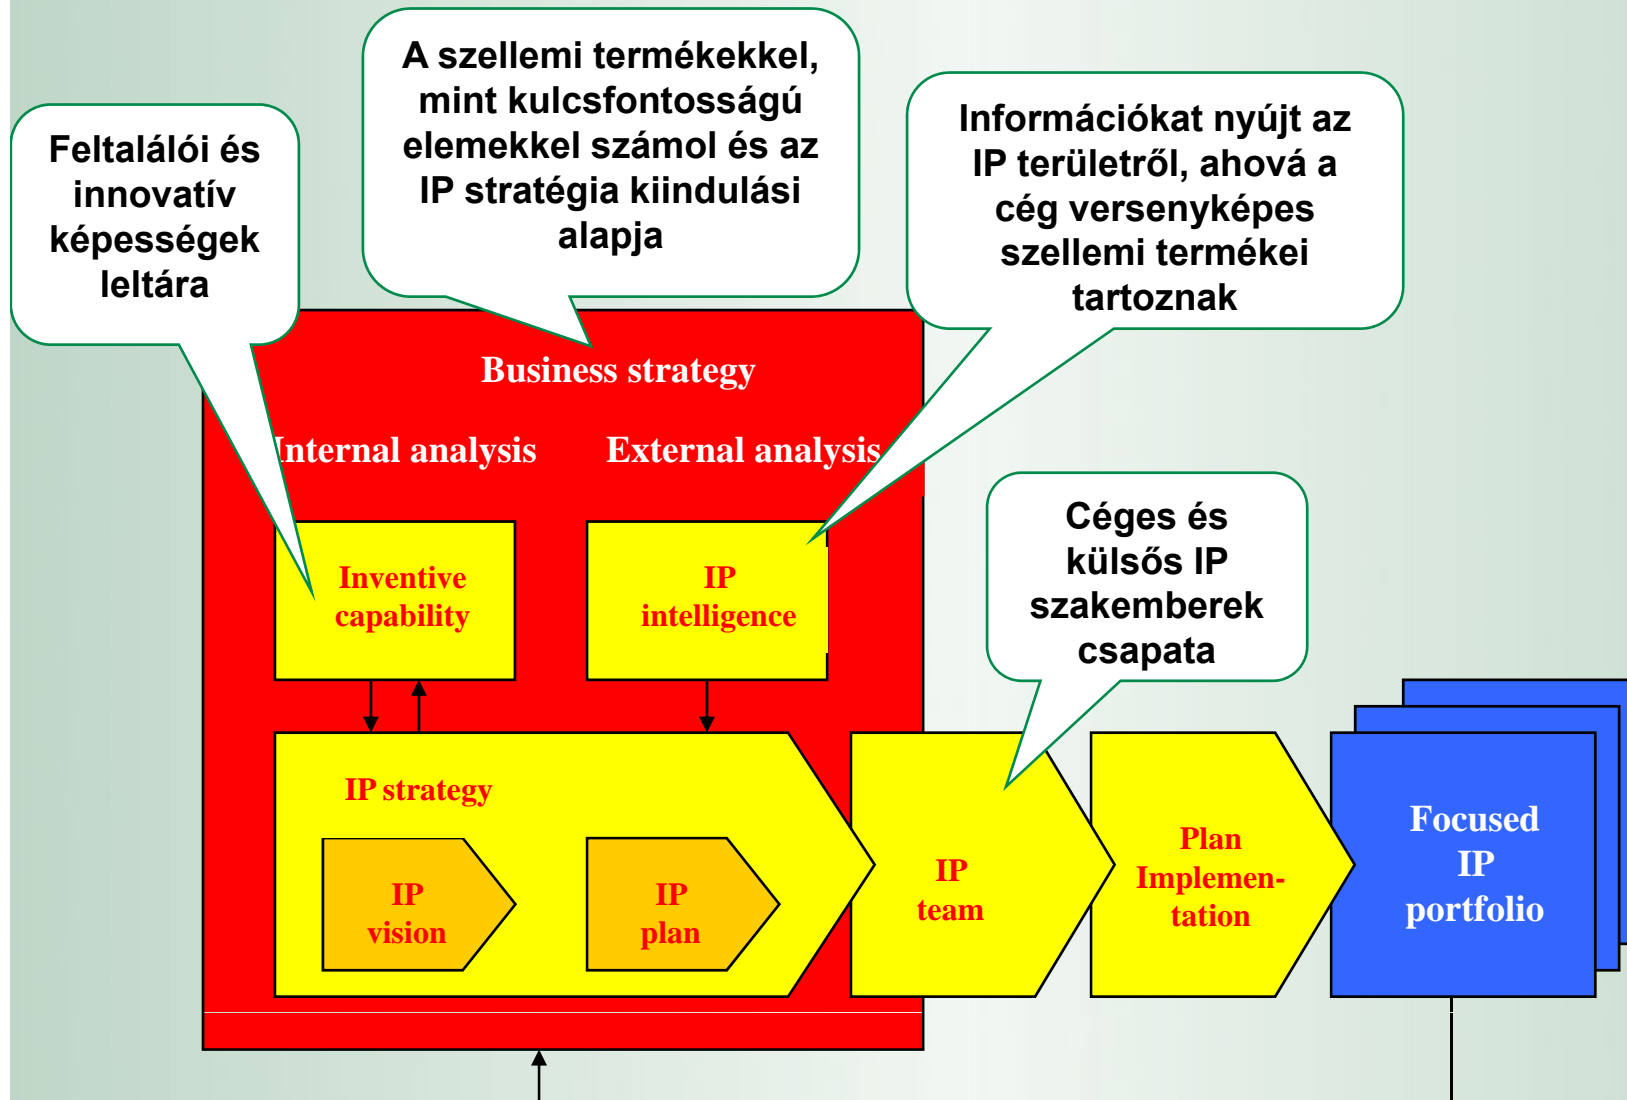 A szellemi termékekkel,
mint kulcsfontosságú
elemekkel számol és az
IP stratégia kiindulási
alapja
Információkat nyújt az
IP területről, ahová a
cég versenyképes
szellemi termékei
tartoznak
Feltalálói és
innovatív
képességek
leltára
Business strategy
Internal analysis
External analysis
Céges és
külsős IP
szakemberek
csapata
Inventive
capability
IP
intelligence
IP strategy
IP
vision
IP
plan
IP
team
Plan
Implemen-
tation
Focused
IP
portfolio